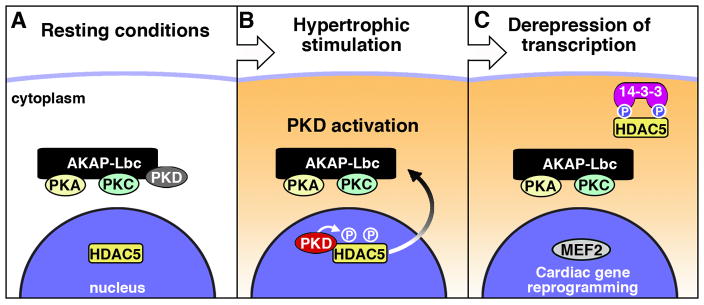 A
Resting conditions
cytoplasm
AKAP-Lbc
PKA
PKC
PKD
HDAC5
nucleus
B
Hypertrophic
stimulation
PKD activation
AKAP-Lbc
PKA
PKC
PKD
P
P
HDAC5
C
Derepression of
transcription
14-3-3
P
P
HDAC5
AKAP-Lbc
PKA
PKC
MEF2
Cardiac gene
reprogramming